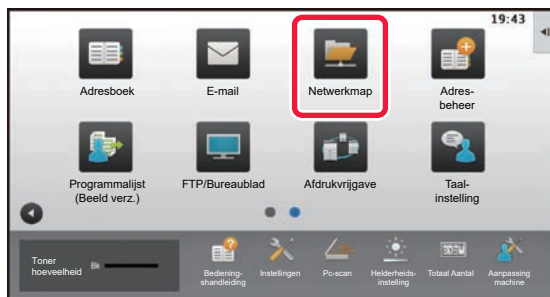 19:43
Adresboek
E-mail
Netwerkmap
Adres-
beheer
Programmalijst
(Beeld verz.)
FTP/Bureaublad
Afdrukvrijgave
Taal-
instelling
Toner
hoeveelheid
Bk
Bediening-
shandleiding
Instellingen
Pc-scan
Helderheids-
instelling
Totaal Aantal
Aanpassing
machine